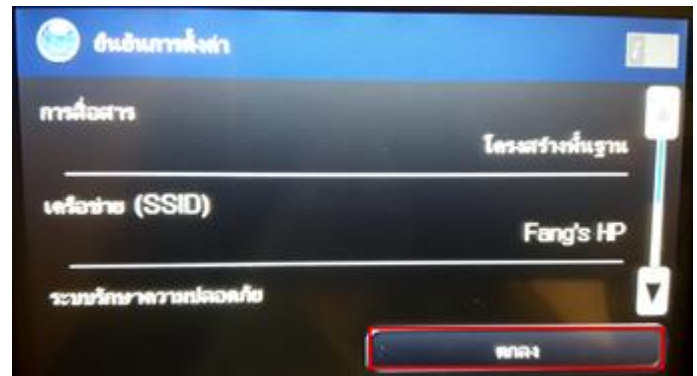 ยืนยันการตั้งค่า
การสื่อสาร
โครงสร้างพื้นฐาน
เครือข่าย (SSID)
Fang's HP
ระบบรักษาความปลอดภัย
ตกลง